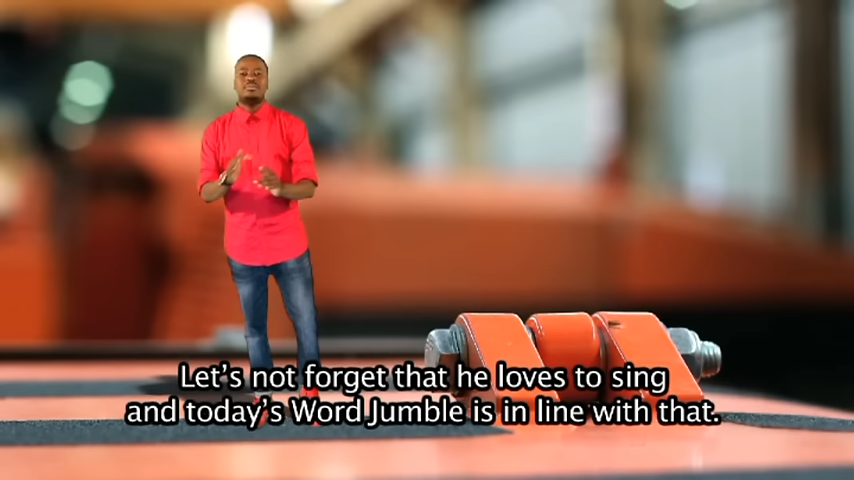 Let's not forget that he loves to sing
and today's Word Jumble is in line with that.